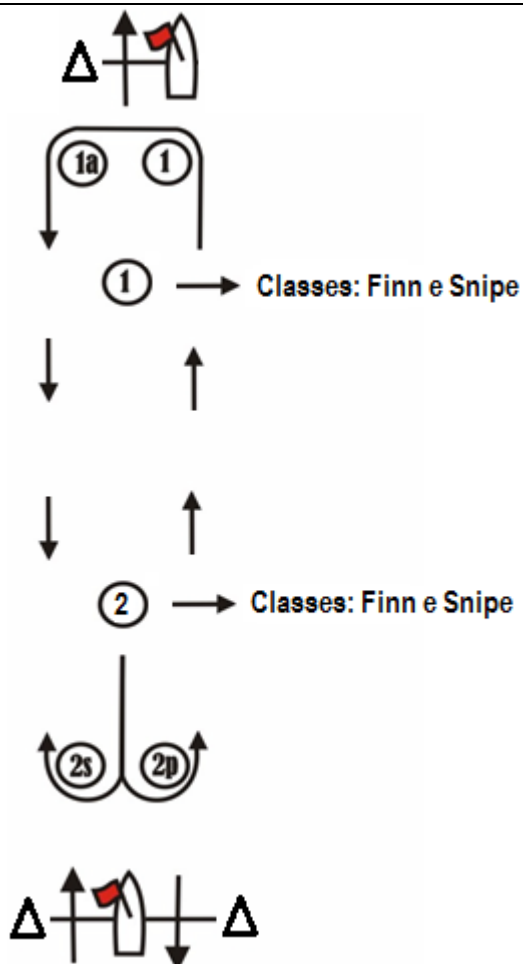 Δ
1a 1
1 Classes: Finn e Snipe
2 Classes: Finn e Snipe
2s 2p
Δ Δ